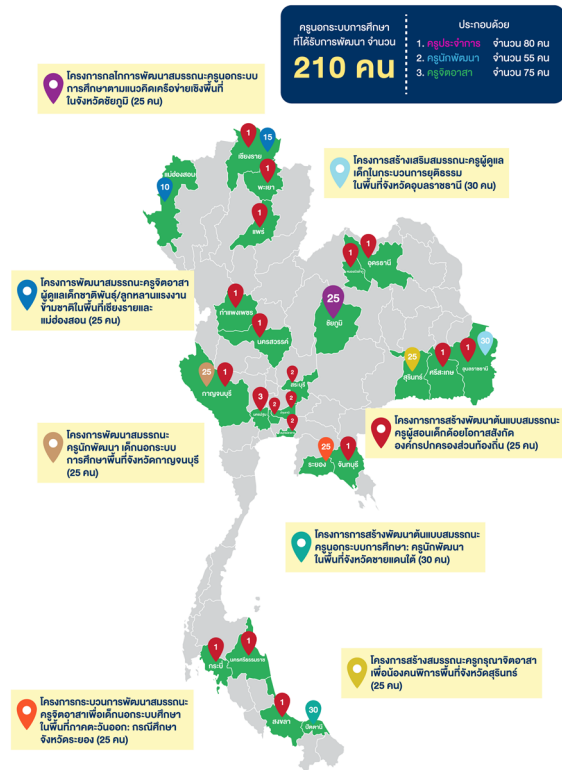 ครูนอกระบบการศึกษา
ที่ได้รับการพัฒนา จำนวน
210 คน
ประกอบด้วย
1. ครูประจำการ จำนวน 80 คน
2. ครูนักพัฒนา จำนวน 55 คน
3. ครูจิตอาสา จำนวน 75 คน
โครงการกลไกการพัฒนาสมรรถนะครูนอกระบบ
การศึกษาตามแนวคิดเครือข่ายเชิงพื้นที่
ในจังหวัดชัยภูมิ (25 คน)
1
15
เชียงราย
แม่ฮ่องสอน
10
1
พะเยา
1
แพร่
โครงการสร้างเสริมสมรรถนะครูผู้ดูแล
เด็กในกระบวนการยุติธรรม
ในพื้นที่จังหวัดอุบลราชธานี (30 คน)
1
1
อุดรธานี
โครงการพัฒนาสมรรถนะครูจิตอาสา
ผู้ดูแลเด็กชาติพันธุ์/ลูกหลานแรงงาน
ข้ามชาติในพื้นที่เชียงรายและ
แม่ฮ่องสอน (25 คน)
1
กำแพงเพชร
1
นครสวรรค์
25
ชัยภูมิ
25
สุรินทร์
1
ศรีสะเกษ
1
30
อุบลราชธานี
25
1
กาญจนบุรี
2
สระบุรี
3
2
2
2
โครงการการสร้างพัฒนาต้นแบบสมรรถนะ
ครูผู้สอนเด็กด้อยโอกาสสังกัด
องค์กรปกครองส่วนท้องถิ่น (25 คน)
โครงการพัฒนาสมรรถนะ
ครูนักพัฒนา เด็กนอกระบบ
การศึกษาพื้นที่จังหวัดกาญจนบุรี
(25 คน)
25
ระยอง
1
จันทบุรี
โครงการการสร้างพัฒนาต้นแบบสมรรถนะ
ครูนอกระบบการศึกษา: ครูนักพัฒนา
ในพื้นที่จังหวัดชายแดนใต้ (30 คน)
1
กระบี่
1
นครศรีธรรมราช
โครงการสร้างสมรรถนะครูกรุณาจิตอาสา
เพื่อน้องคนพิการพื้นที่จังหวัดสุรินทร์
(25 คน)
โครงการกระบวนการพัฒนาสมรรถนะ
ครูจิตอาสาเพื่อเด็กนอกระบบศึกษา
ในพื้นที่ภาคตะวันออก: กรณีศึกษา
จังหวัดระยอง (25 คน)
1
สงขลา
30
ปัตตานี